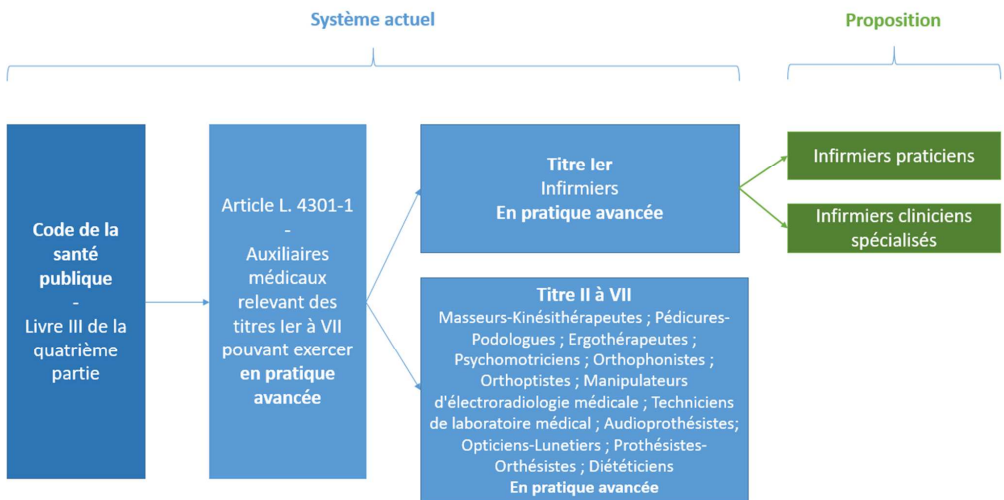 Système actuel
Proposition
Code de la
santé
publique
-
Livre III de la
quatrième
partie
Article L. 4301-1
-
Auxiliaires
médicaux
relevant des
titres Ier à VII
pouvant exercer
en pratique
avancée
Titre Ier
Infirmiers
En pratique avancée
Titre II à VII
Masseurs-Kinésithérapeutes ; Pédicures-
Podologues ; Ergothérapeutes ;
Psychomotriciens ; Orthophonistes ;
Orthoptistes ; Manipulateurs
d'électroradiologie médicale ; Techniciens
de laboratoire médical ; Audioprothésistes;
Opticiens-Lunetiers ; Prothésistes-
Orthésistes ; Diététiciens
En pratique avancée
Infirmiers praticiens
Infirmiers cliniciens
spécialisés